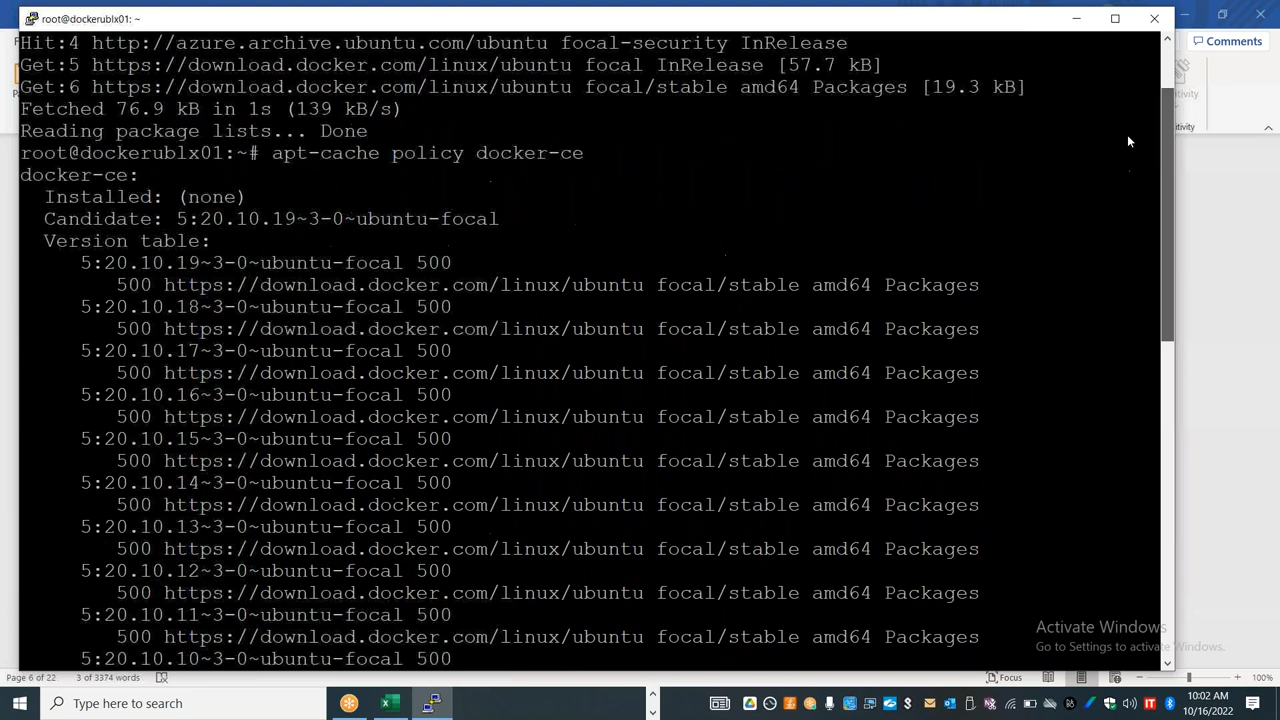 root@dockerublx01: ~
Hit:4 http://azure.archive.ubuntu.com/ubuntu focal-security InRelease
Get:5 https://download.docker.com/linux/ubuntu focal InRelease [57.7 kB]
Get:6 https://download.docker.com/linux/ubuntu focal/stable amd64 Packages [19.3 kB]
Fetched 76.9 kB in 1s (139 kB/s)
Reading package lists... Done
root@dockerublx01:~# apt-cache policy docker-ce
docker-ce:
  Installed: (none)
  Candidate: 5:20.10.19~3-0~ubuntu-focal
  Version table:
     5:20.10.19~3-0~ubuntu-focal 500
        500 https://download.docker.com/linux/ubuntu focal/stable amd64 Packages
     5:20.10.18~3-0~ubuntu-focal 500
        500 https://download.docker.com/linux/ubuntu focal/stable amd64 Packages
     5:20.10.17~3-0~ubuntu-focal 500
        500 https://download.docker.com/linux/ubuntu focal/stable amd64 Packages
     5:20.10.16~3-0~ubuntu-focal 500
        500 https://download.docker.com/linux/ubuntu focal/stable amd64 Packages
     5:20.10.15~3-0~ubuntu-focal 500
        500 https://download.docker.com/linux/ubuntu focal/stable amd64 Packages
     5:20.10.14~3-0~ubuntu-focal 500
        500 https://download.docker.com/linux/ubuntu focal/stable amd64 Packages
     5:20.10.13~3-0~ubuntu-focal 500
        500 https://download.docker.com/linux/ubuntu focal/stable amd64 Packages
     5:20.10.12~3-0~ubuntu-focal 500
        500 https://download.docker.com/linux/ubuntu focal/stable amd64 Packages
     5:20.10.11~3-0~ubuntu-focal 500
        500 https://download.docker.com/linux/ubuntu focal/stable amd64 Packages
     5:20.10.10~3-0~ubuntu-focal 500
Comments
Activate Windows
Go to Settings to activate Windows.
Page 6 of 22 3 of 3374 words
Focus
100%
Type here to search
10:02 AM
10/16/2022